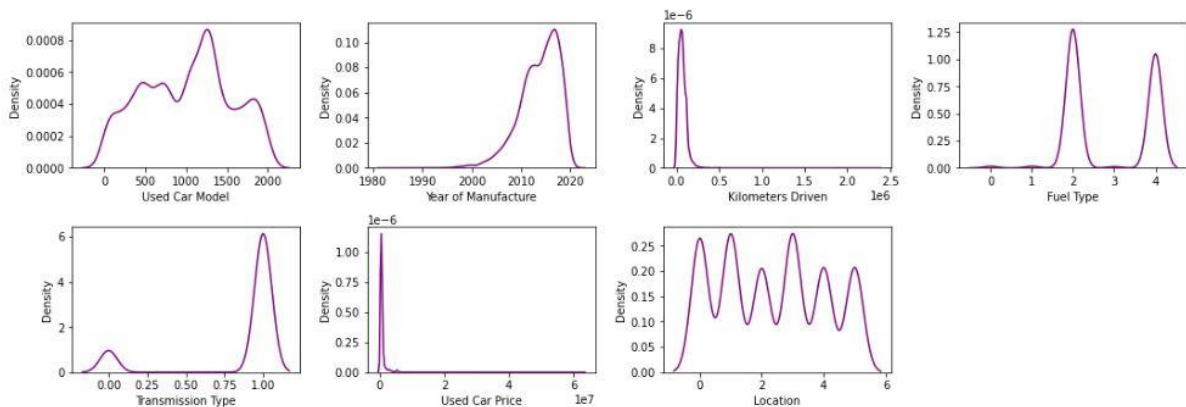 0.0008
0.0006
0.0004
0.0002
0.0000
Density
0 500 1000 1500 2000
Used Car Model
0.10
0.08
0.06
0.04
0.02
0.00
Density
1980 1990 2000 2010 2020
Year of Manufacture
1e-6
8
6
4
2
0
Density
0.0 0.5 1.0 1.5 2.0 2.5
1e6
Kilometers Driven
1.25
1.00
0.75
0.50
0.25
0.00
Density
0 1 2 3 4
Fuel Type
6
4
2
0
Density
0.00 0.25 0.50 0.75 1.00
Transmission Type
1e-6
1.00
0.75
0.50
0.25
0.00
Density
0 2 4 6
1e7
Used Car Price
0.25
0.20
0.15
0.10
0.05
0.00
Density
0 2 4 6
Location